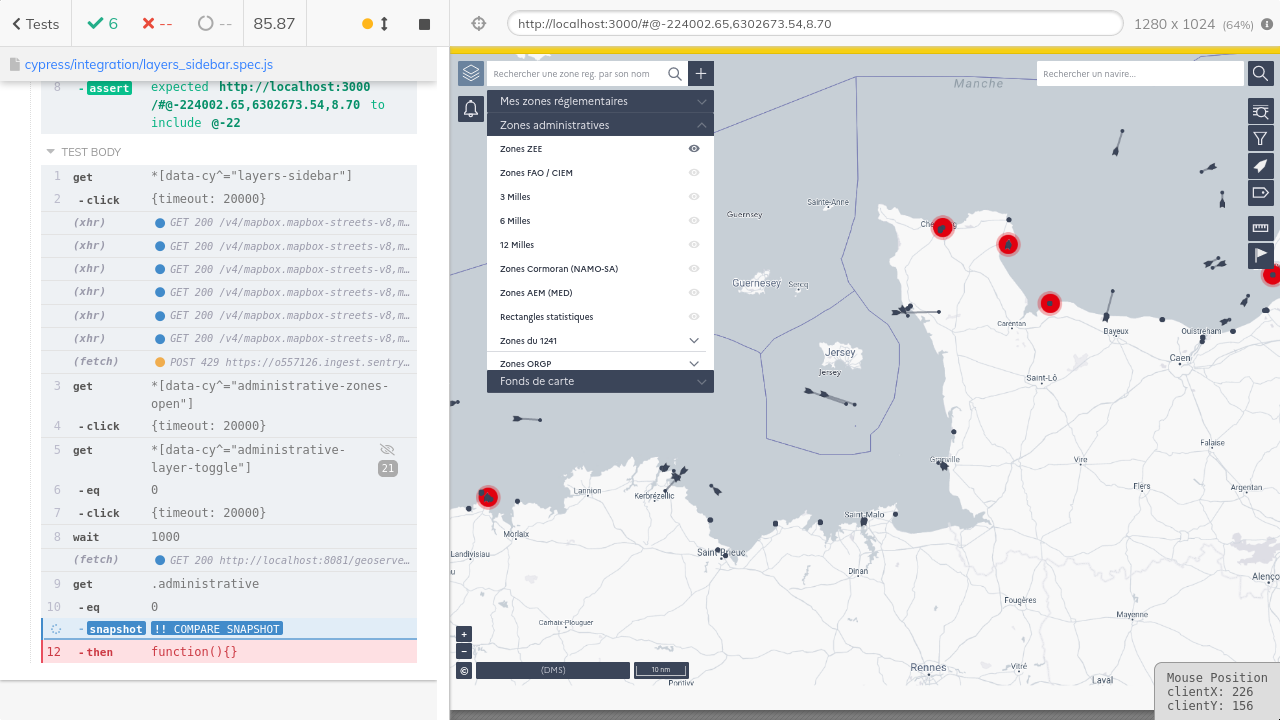 Tests
6
--
--
85.87
http://localhost:3000/#@-224002.65,6302673.54,8.70
1280 x 1024 (64%)
cypress/integration/layers_sidebar.spec.js
8 - assert expected http://localhost:3000
/#@-224002.65,6302673.54,8.70 to
include @-22
TEST BODY
1 get *[data-cy^="layers-sidebar"]
2 - click {timeout: 20000}
(xhr) GET 200 /v4/mapbox.mapbox-streets-v8,m…
(xhr) GET 200 /v4/mapbox.mapbox-streets-v8,m…
(xhr) GET 200 /v4/mapbox.mapbox-streets-v8,m…
(xhr) GET 200 /v4/mapbox.mapbox-streets-v8,m…
(xhr) GET 200 /v4/mapbox.mapbox-streets-v8,m…
(xhr) GET 200 /v4/mapbox.mapbox-streets-v8,m…
(fetch) POST 429 https://o557126.ingest.sentry…
3 get *[data-cy^="administrative-zones-
open"]
4 - click {timeout: 20000}
5 get *[data-cy^="administrative-
layer-toggle"] 21
6 - eq 0
7 - click {timeout: 20000}
8 wait 1000
(fetch) GET 200 http://localhost:8081/geoserve…
9 get .administrative
10 - eq 0
- snapshot !! COMPARE SNAPSHOT
12 - then function(){}
Rechercher une zone reg. par son nom
+
Rechercher un navire...
Mes zones réglementaires
Zones administratives
Zones ZEE
Zones FAO / CIEM
3 Milles
6 Milles
12 Milles
Zones Cormoran (NAMO-SA)
Zones AEM (MED)
Rectangles statistiques
Zones du 1241
Zones ORGP
Fonds de carte
Manche
Sainte-Anne
Guernsey
Guernesey
Sercq
Jersey
Jersey
Carentan
Bayeux
Ouistreham
Caen
Saint-Lô
Falaise
Granville
Vire
Flers
Argentan
Lannion
Kerbrézellic
Saint-Malo
Morlaix
Landivisiau
Saint-Brieuc
Dinan
Alenço
Fougères
Mayenne
Carhaix-Plouguer
Rennes
Vitré
Laval
Pontivy
+
−
©
(DMS)
10 nm
Mouse Position
clientX: 226
clientY: 156